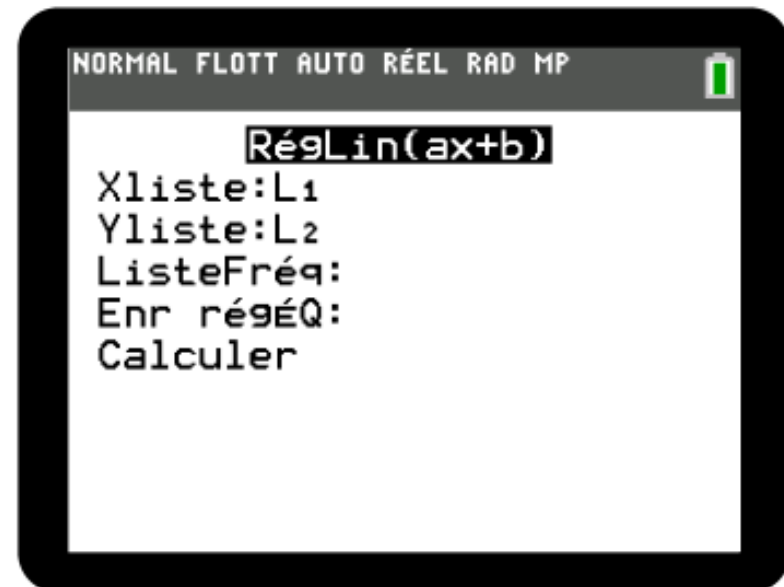 NORMAL FLOTT AUTO RÉEL RAD MP
RégLin(ax+b)
Xliste:L₁
Yliste:L₂
ListeFréq:
Enr régÉQ:
Calculer